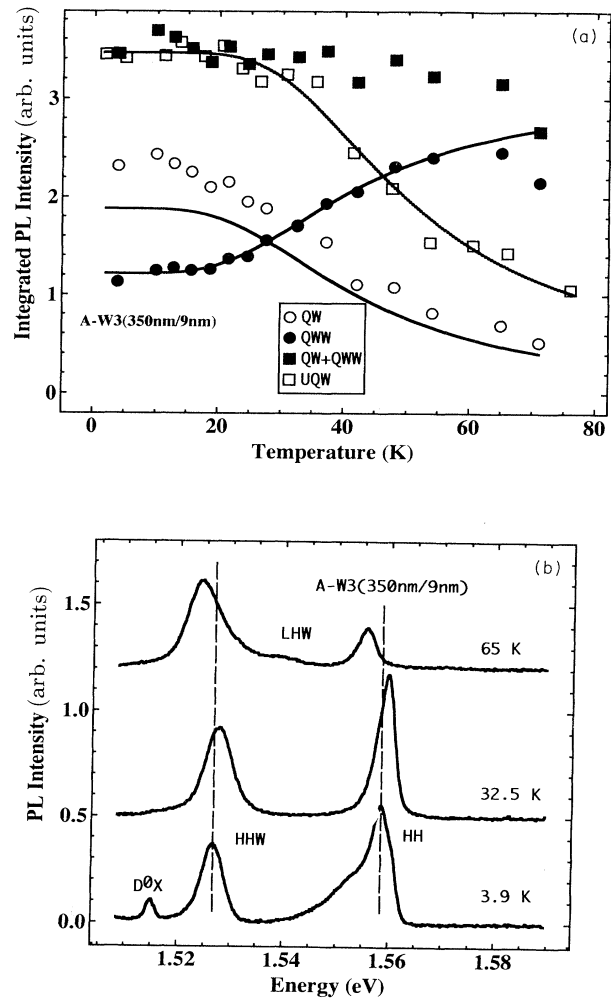 (a)
3
2
1
0
Integrated PL Intensity (arb. units)
A-W3(350nm/9nm)
QW
QWW
QW+QWW
UQW
0 20 40 60 80
Temperature (K)
(b)
A-W3(350nm/9nm)
1.5
1.0
0.5
0.0
PL Intensity (arb. units)
LHW
65 K
32.5 K
HHW
HH
D⁰X
3.9 K
1.52 1.54 1.56 1.58
Energy (eV)